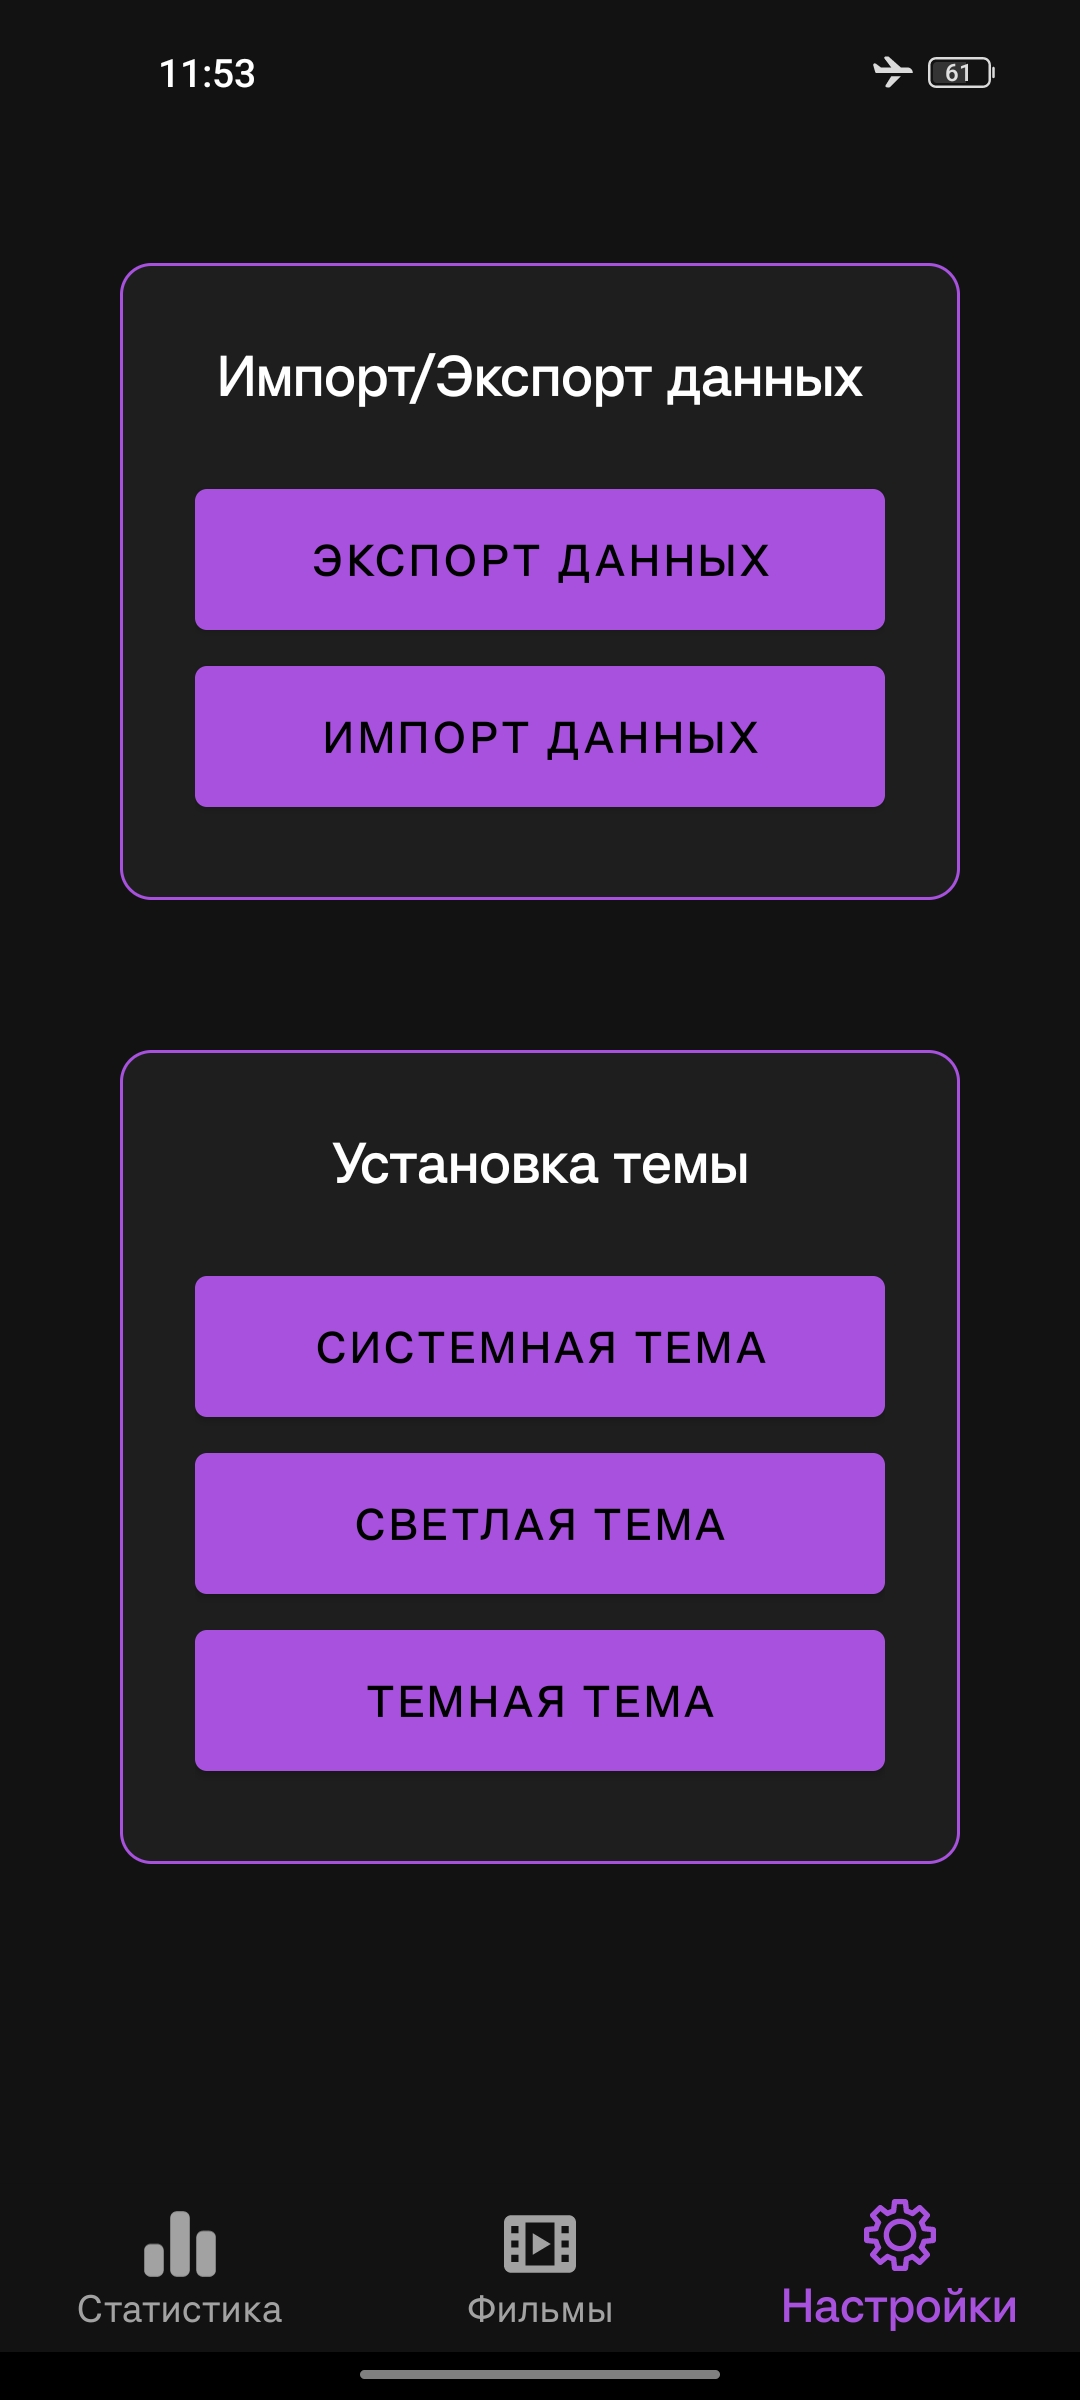 11:53
61
Импорт/Экспорт данных
ЭКСПОРТ ДАННЫХ
ИМПОРТ ДАННЫХ
Установка темы
СИСТЕМНАЯ ТЕМА
СВЕТЛАЯ ТЕМА
ТЕМНАЯ ТЕМА
Статистика
Фильмы
Настройки